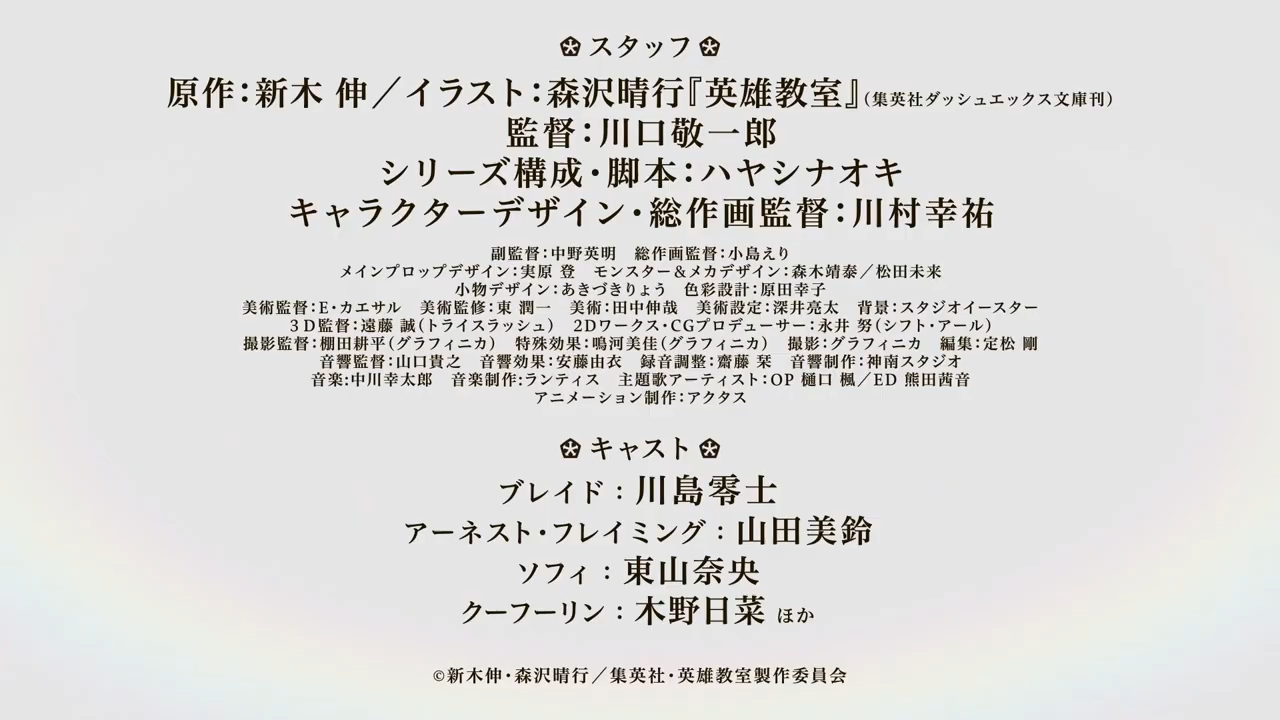 スタッフ
原作：新木 伸／イラスト：森沢晴行『英雄教室』（集英社ダッシュエックス文庫刊）
監督：川口敬一郎
シリーズ構成・脚本：ハヤシナオキ
キャラクターデザイン・総作画監督：川村幸祐
副監督：中野英明　総作画監督：小島えり
メインプロップデザイン：実原 登　モンスター＆メカデザイン：森木靖泰／松田未来
小物デザイン：あきづきりょう　色彩設計：原田幸子
美術監督：E・カエサル　美術監修：東 潤一　美術：田中伸哉　美術設定：深井亮太　背景：スタジオイースター
３D監督：遠藤 誠（トライスラッシュ）　2Dワークス・CGプロデューサー：永井 努（シフト・アール）
撮影監督：棚田耕平（グラフィニカ）　特殊効果：鳴河美佳（グラフィニカ）　撮影：グラフィニカ　編集：定松 剛
音響監督：山口貴之　音響効果：安藤由衣　録音調整：齋藤 栞　音響制作：神南スタジオ
音楽：中川幸太郎　音楽制作：ランティス　主題歌アーティスト：OP 樋口 楓／ED 熊田茜音
アニメーション制作：アクタス
キャスト
ブレイド：川島零士
アーネスト・フレイミング：山田美鈴
ソフィ：東山奈央
クーフーリン：木野日菜 ほか
©新木伸・森沢晴行／集英社・英雄教室製作委員会